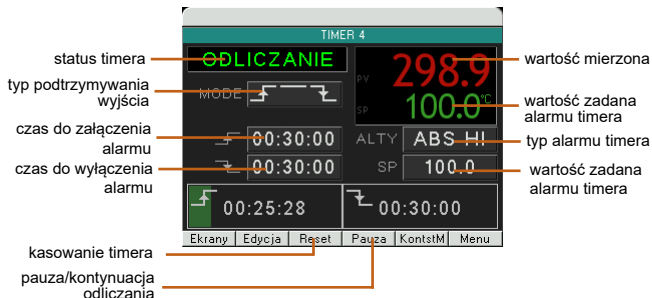 TIMER 4
status timera
ODLICZANIE
PV 298.9
wartość mierzona
typ podtrzymywania
wyjścia
MODE
SP 100.0 °C
wartość zadana
alarmu timera
czas do załączenia
alarmu
00:30:00
ALTY ABS HI
typ alarmu timera
czas do wyłączenia
alarmu
00:30:00
SP 100.0
wartość zadana
alarmu timera
00:25:28
00:30:00
Ekrany Edycja Reset Pauza KontstM Menu
kasowanie timera
pauza/kontynuacja
odliczania